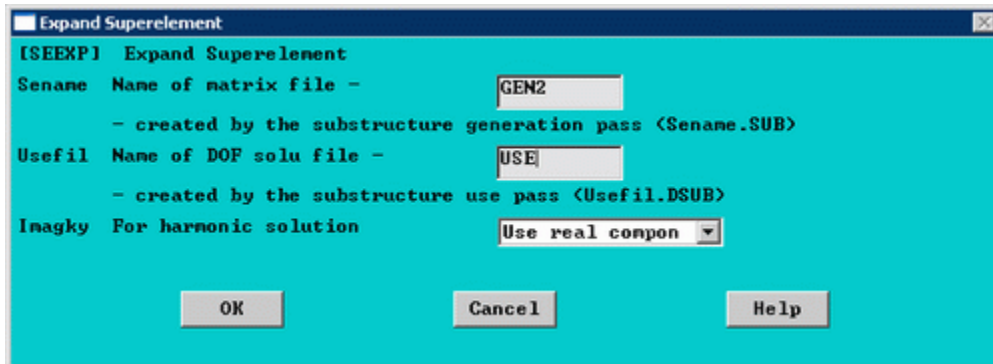 Expand Superelement
[SEEXP] Expand Superelement
Sename Name of matrix file - GEN2
- created by the substructure generation pass (Sename.SUB)
Usefil Name of DOF solu file - USE
- created by the substructure use pass (Usefil.DSUB)
Imagky For harmonic solution Use real compon
OK Cancel Help